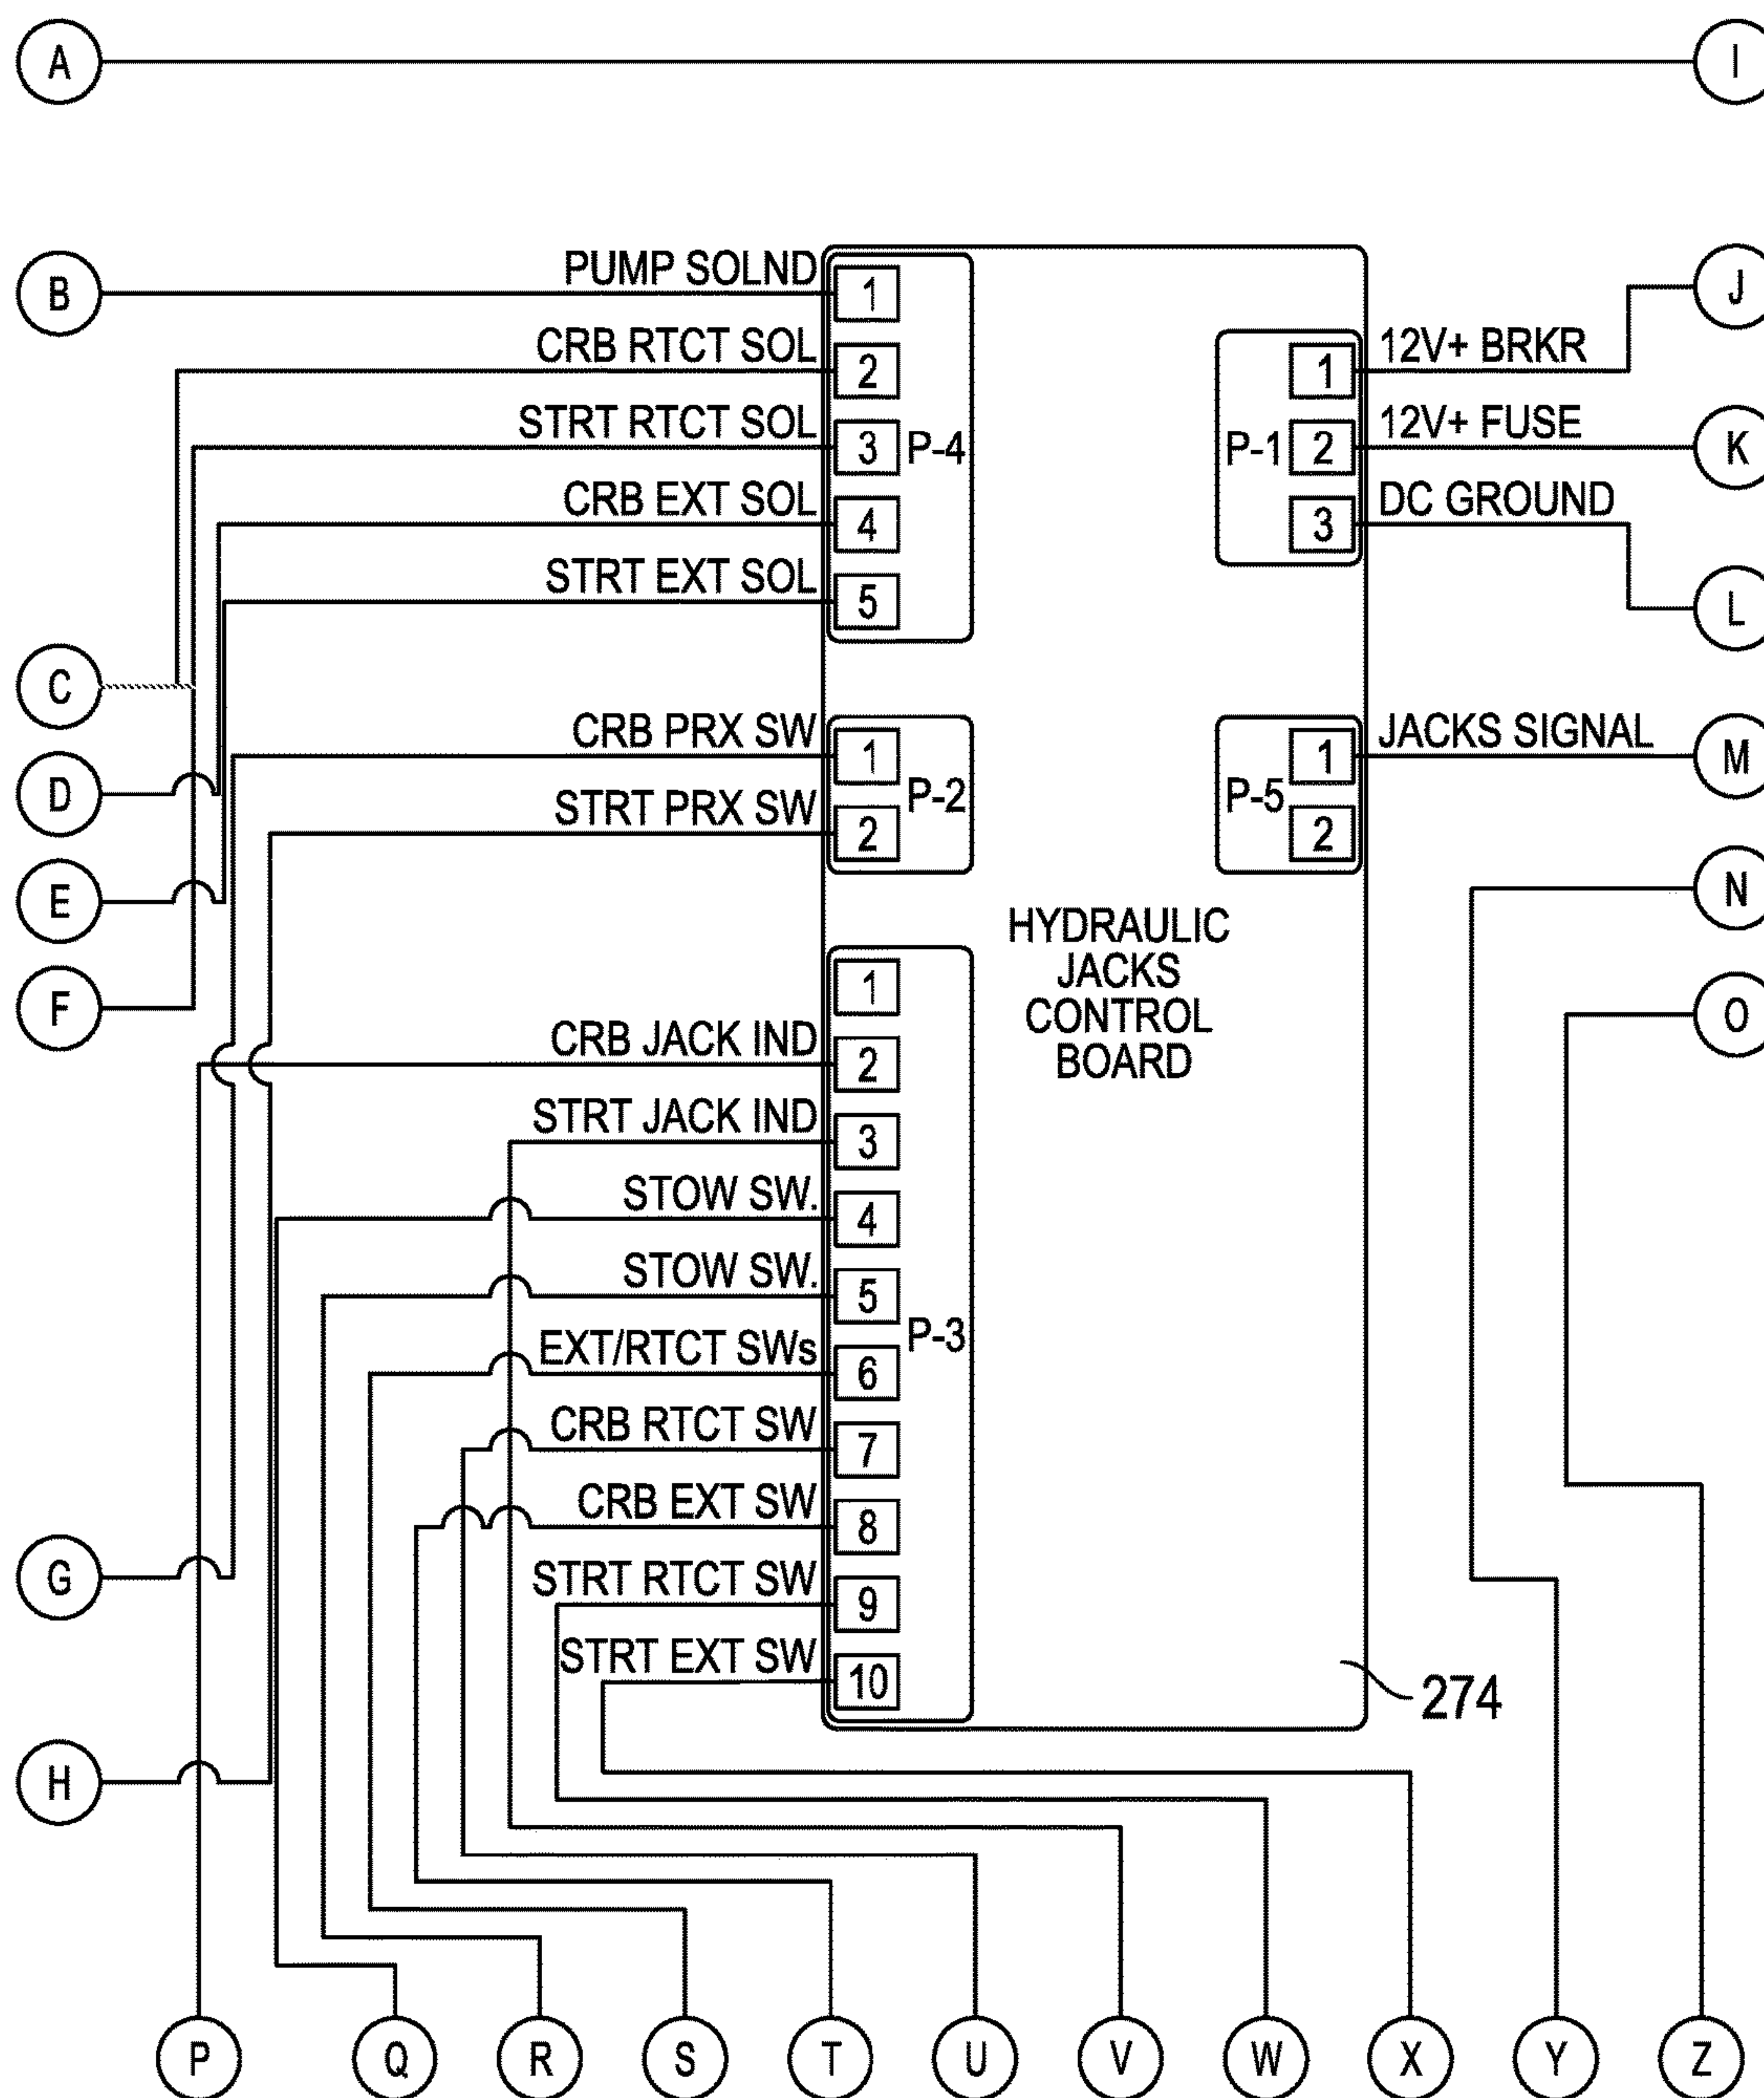 A
I
B
PUMP SOLND
1
J
CRB RTCT SOL
2
12V+ BRKR
1
STRT RTCT SOL
3
P-4
P-1
2
12V+ FUSE
K
CRB EXT SOL
4
3
DC GROUND
STRT EXT SOL
5
L
C
CRB PRX SW
1
P-2
P-5
1
JACKS SIGNAL
M
D
STRT PRX SW
2
2
E
N
HYDRAULIC
JACKS
CONTROL
BOARD
F
O
1
CRB JACK IND
2
STRT JACK IND
3
STOW SW.
4
STOW SW.
5
P-3
EXT/RTCT SWs
6
CRB RTCT SW
7
CRB EXT SW
8
G
STRT RTCT SW
9
STRT EXT SW
10
274
H
P
Q
R
S
T
U
V
W
X
Y
Z